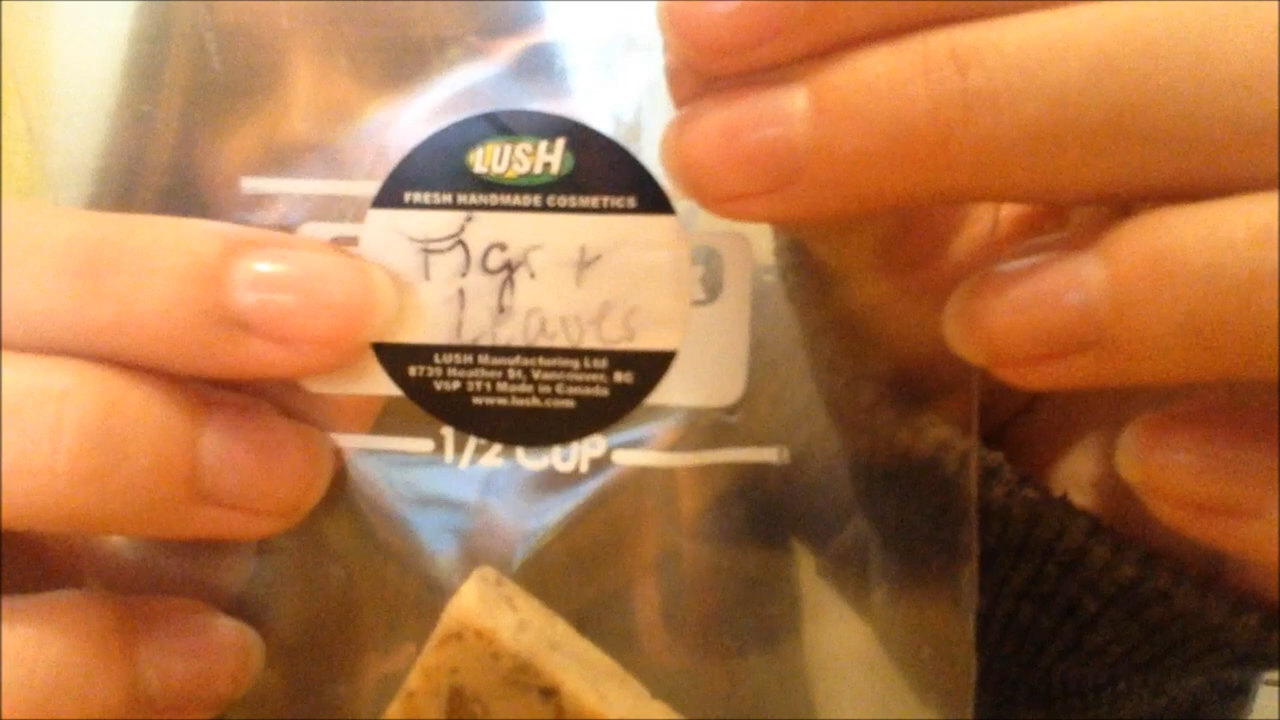 LUSH
FRESH HANDMADE COSMETICS
Figs +
Leaves
LUSH Manufacturing Ltd
8739 Heather St, Vancouver, BC
V6P 3T1 Made in Canada
www.lush.com
1/2 CUP